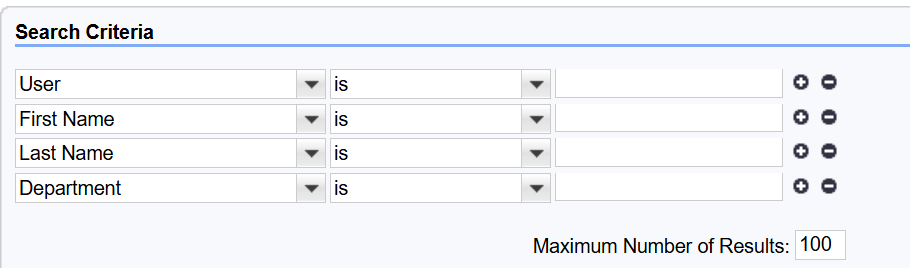 Search Criteria
User is
First Name is
Last Name is
Department is
Maximum Number of Results: 100